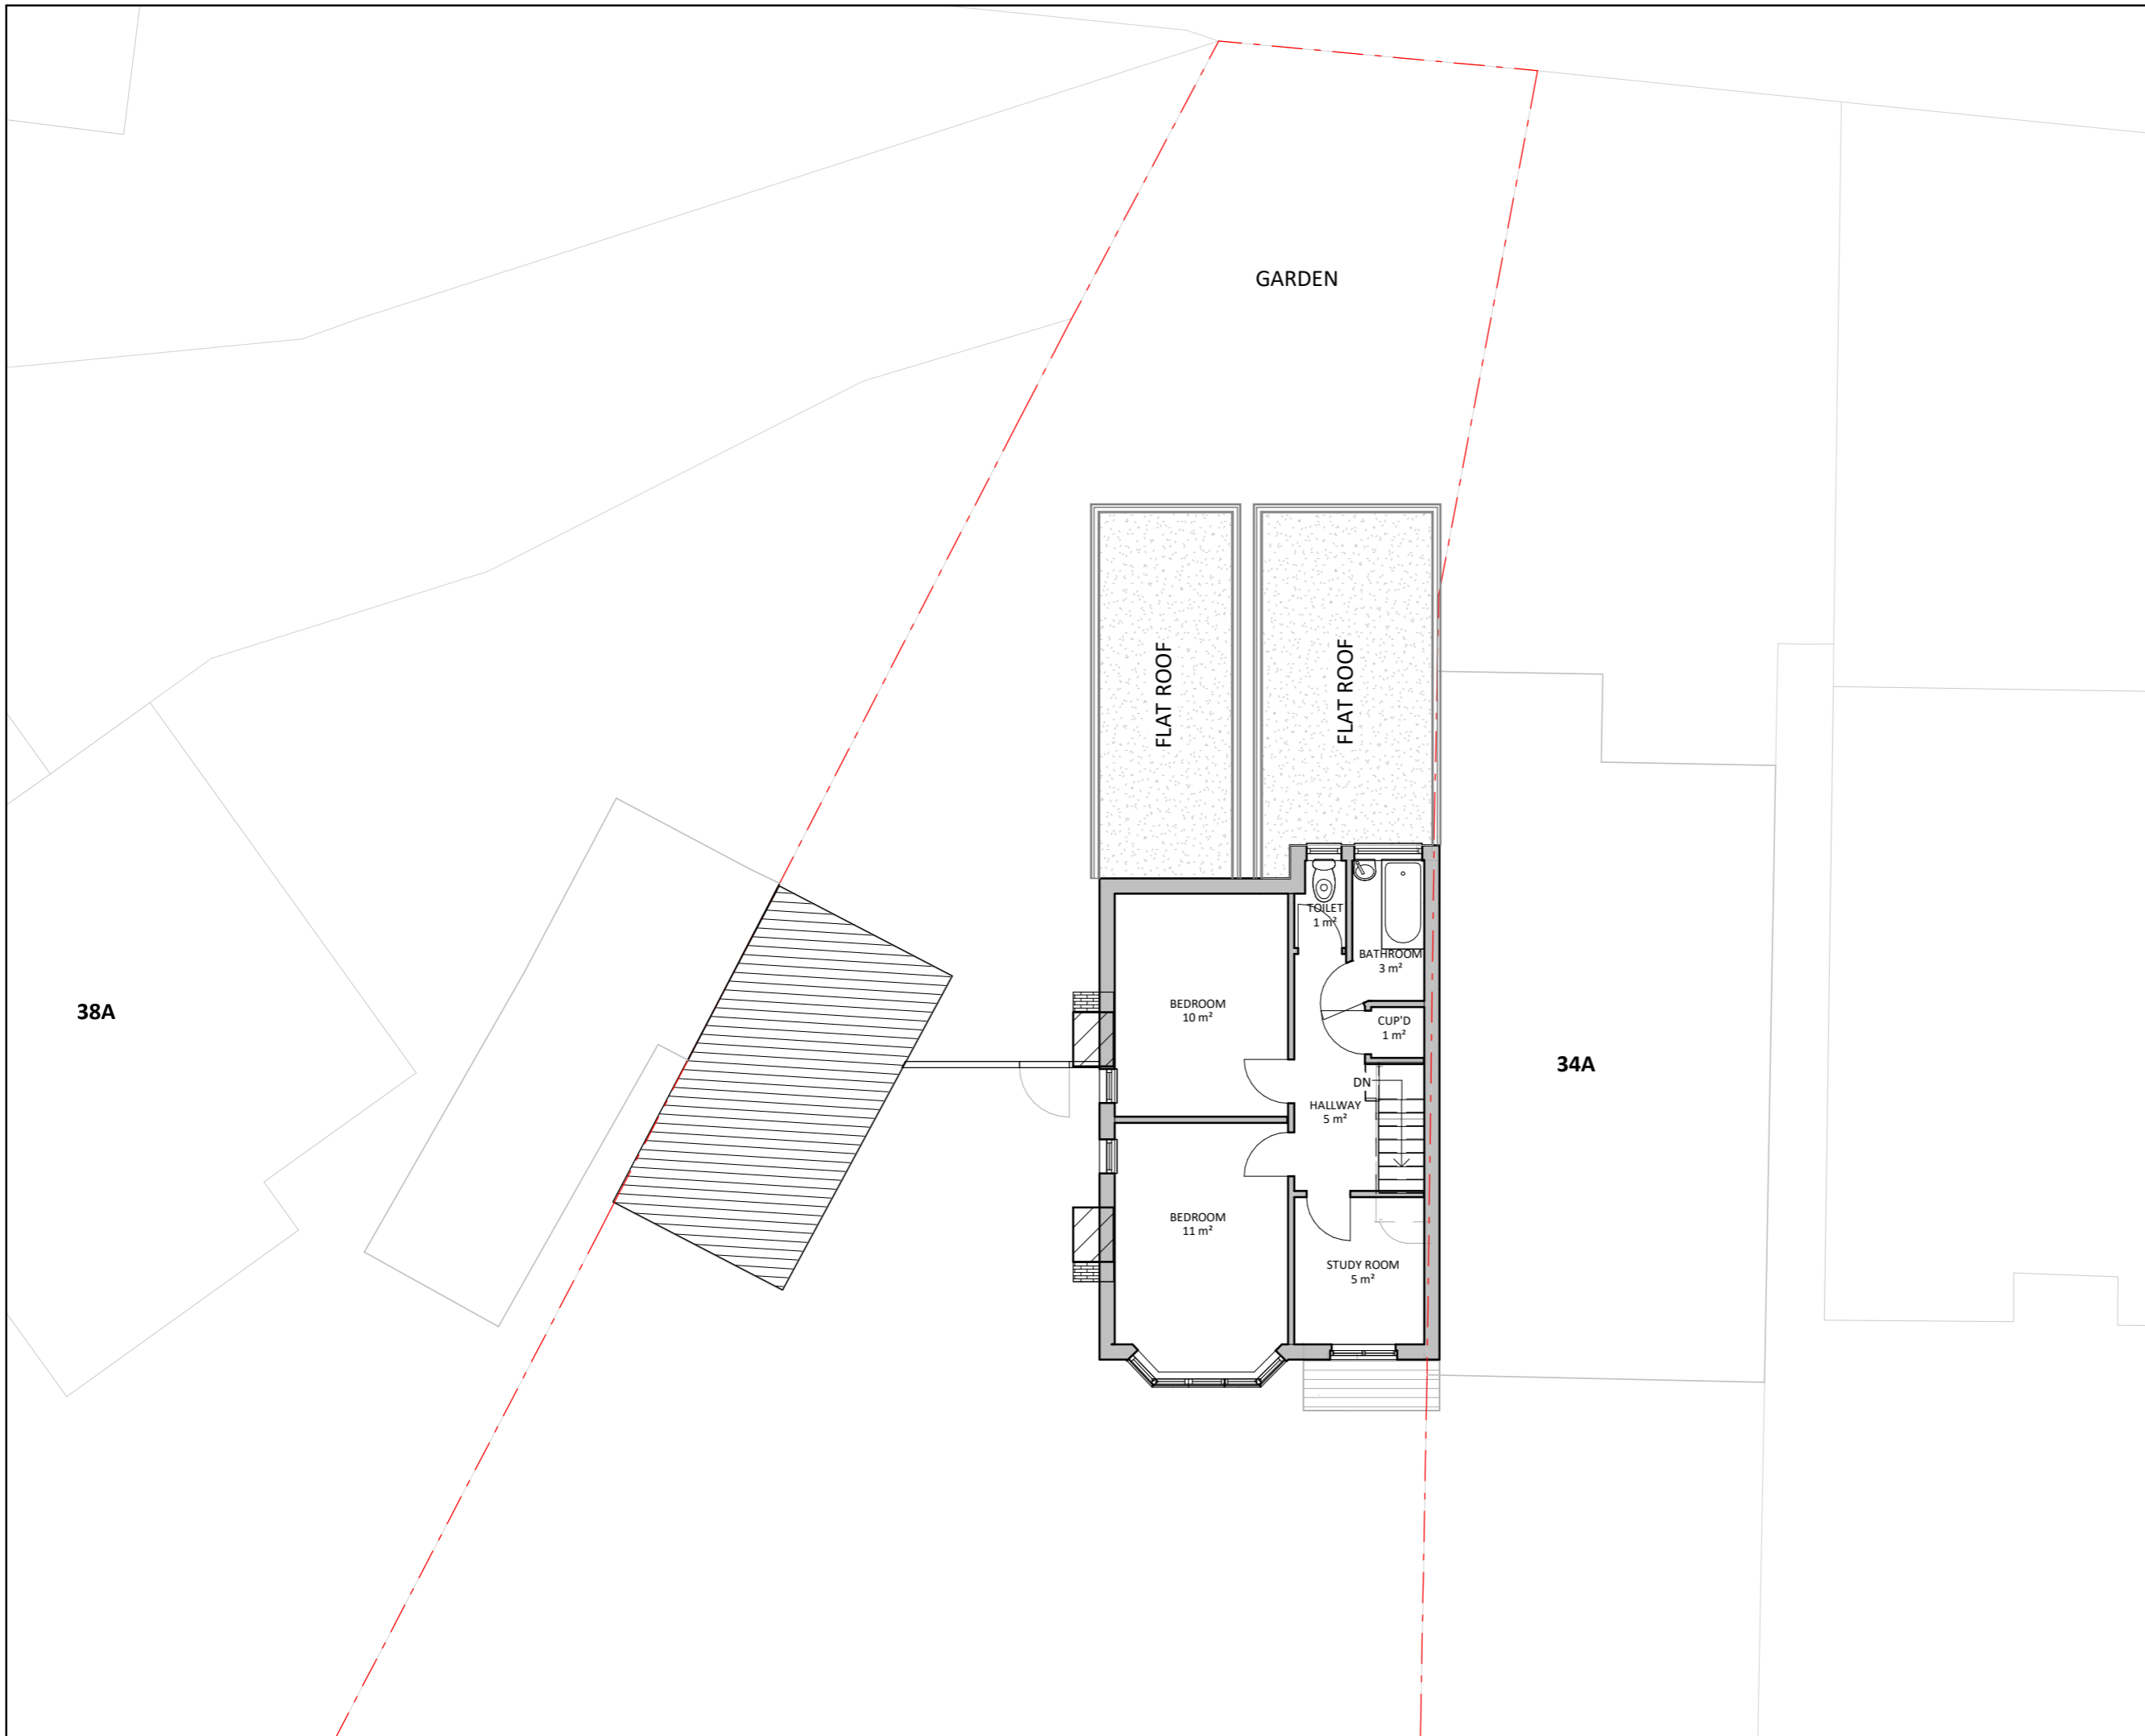 GARDEN
FLAT ROOF
FLAT ROOF
TOILET
1 m²
BATHROOM
3 m²
BEDROOM
10 m²
CUP'D
1 m²
38A
34A
DN
HALLWAY
5 m²
BEDROOM
11 m²
STUDY ROOM
5 m²